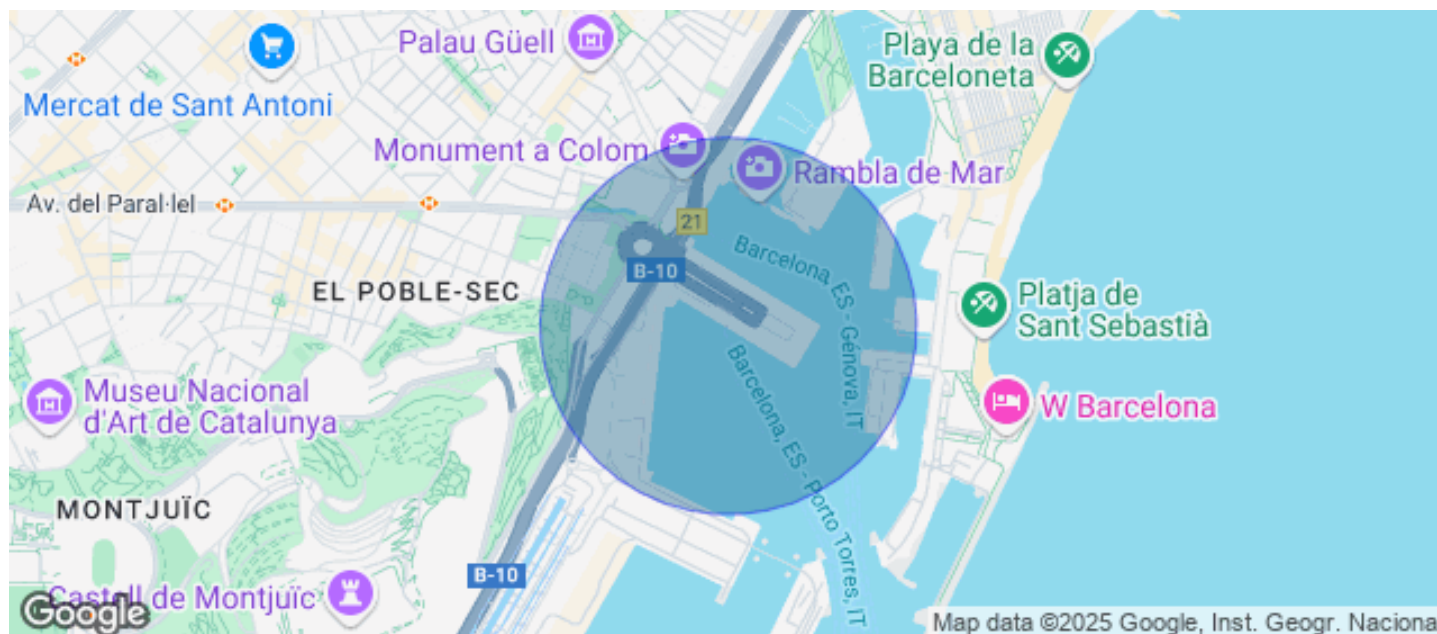 Palau Güell
Playa de la
Barceloneta
Mercat de Sant Antoni
Monument a Colom
Rambla de Mar
Av. del Paral·lel
21
B-10
Barcelona, ES - Génova, IT
EL POBLE-SEC
Platja de
Sant Sebastià
Barcelona, ES - Porto Torres, IT
Museu Nacional
d'Art de Catalunya
W Barcelona
MONTJUÏC
B-10
Castell de Montjuïc
Google
Map data ©2025 Google, Inst. Geogr. Naciona